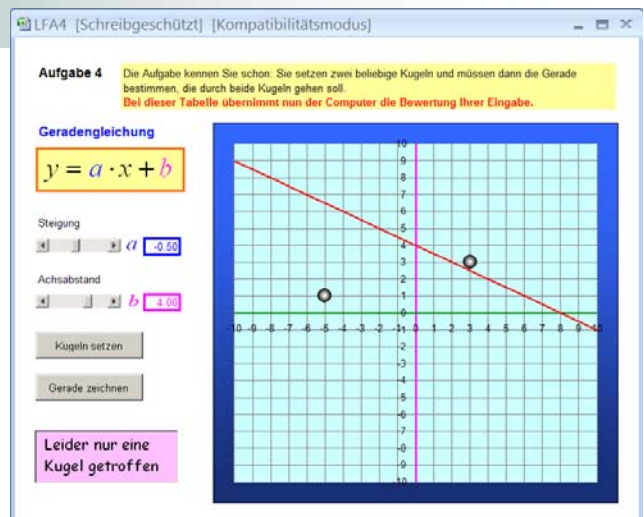 LFA4 [Schreibgeschützt] [Kompatibilitätsmodus]
Aufgabe 4
Die Aufgabe kennen Sie schon: Sie setzen zwei beliebige Kugeln und müssen dann die Gerade
bestimmen, die durch beide Kugeln gehen soll.
Bei dieser Tabelle übernimmt nun der Computer die Bewertung Ihrer Eingabe.
Geradengleichung
y = a · x + b
Steigung
a -0.50
Achsabstand
b 4.00
Kugeln setzen
Gerade zeichnen
Leider nur eine
Kugel getroffen
10
9
8
7
6
5
4
3
2
1
0
-10 -9 -8 -7 -6 -5 -4 -3 -2 -1 0 1 2 3 4 5 6 7 8 9 10
-1
-2
-3
-4
-5
-6
-7
-8
-9
-10